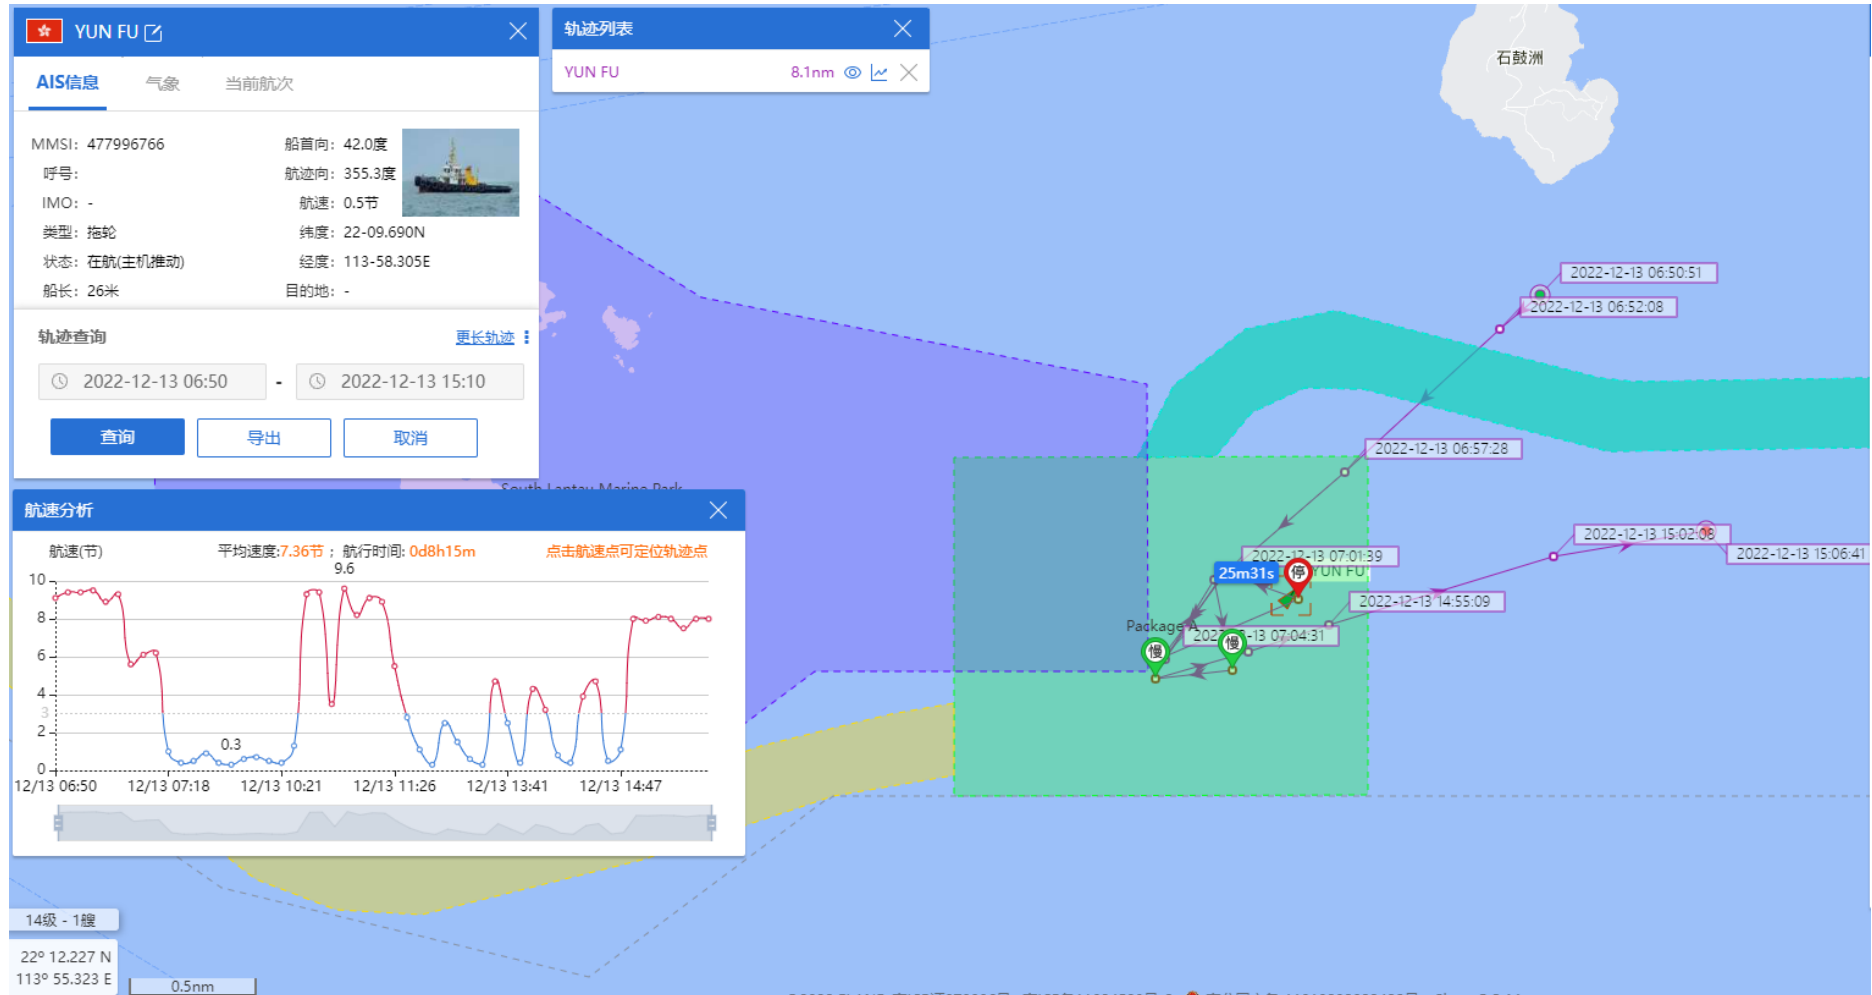 YUN FU
AIS信息
气象
当前航次
MMSI: 477996766
船首向: 42.0度
呼号:
航迹向: 355.3度
IMO: -
航速: 0.5节
类型: 拖轮
纬度: 22-09.690N
状态: 在航(主机推动)
经度: 113-58.305E
船长: 26米
目的地: -
轨迹查询
更长轨迹
2022-12-13 06:50
-
2022-12-13 15:10
查询
导出
取消
轨迹列表
YUN FU
8.1nm
石鼓洲
2022-12-13 06:50:51
2022-12-13 06:52:08
2022-12-13 06:57:28
2022-12-13 15:02:08
2022-12-13 15:06:41
2022-12-13 07:01:39
25m31s
停
YUN FU
2022-12-13 14:55:09
Package A
-13 07:04:31
慢
慢
South Lantau Marine Park
航速分析
航速(节)
平均速度:7.36节 ; 航行时间: 0d8h15m
点击航速点可定位轨迹点
9.6
10
8
6
4
3
2
0
0.3
12/13 06:50
12/13 07:18
12/13 10:21
12/13 11:26
12/13 13:41
12/13 14:47
14级 - 1艘
22º 12.227 N
113º 55.323 E
0.5nm